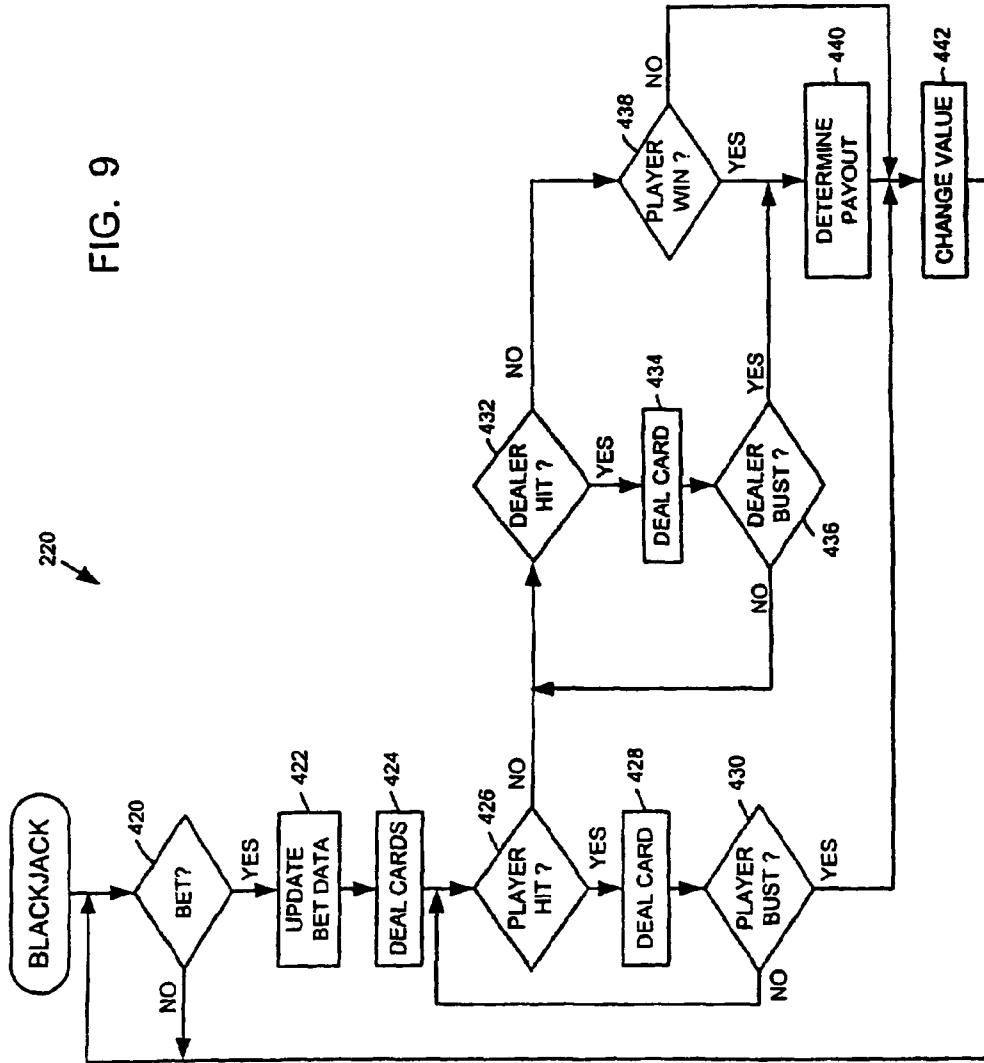 FIG. 9
220
BLACKJACK
420
BET?
NO
YES
422
UPDATE
BET DATA
424
DEAL CARDS
426
PLAYER
HIT ?
NO
YES
428
DEAL CARD
430
PLAYER
BUST ?
NO
YES
432
DEALER
HIT ?
NO
YES
434
DEAL CARD
DEALER
BUST ?
436
NO
YES
438
PLAYER
WIN ?
NO
YES
440
DETERMINE
PAYOUT
442
CHANGE VALUE